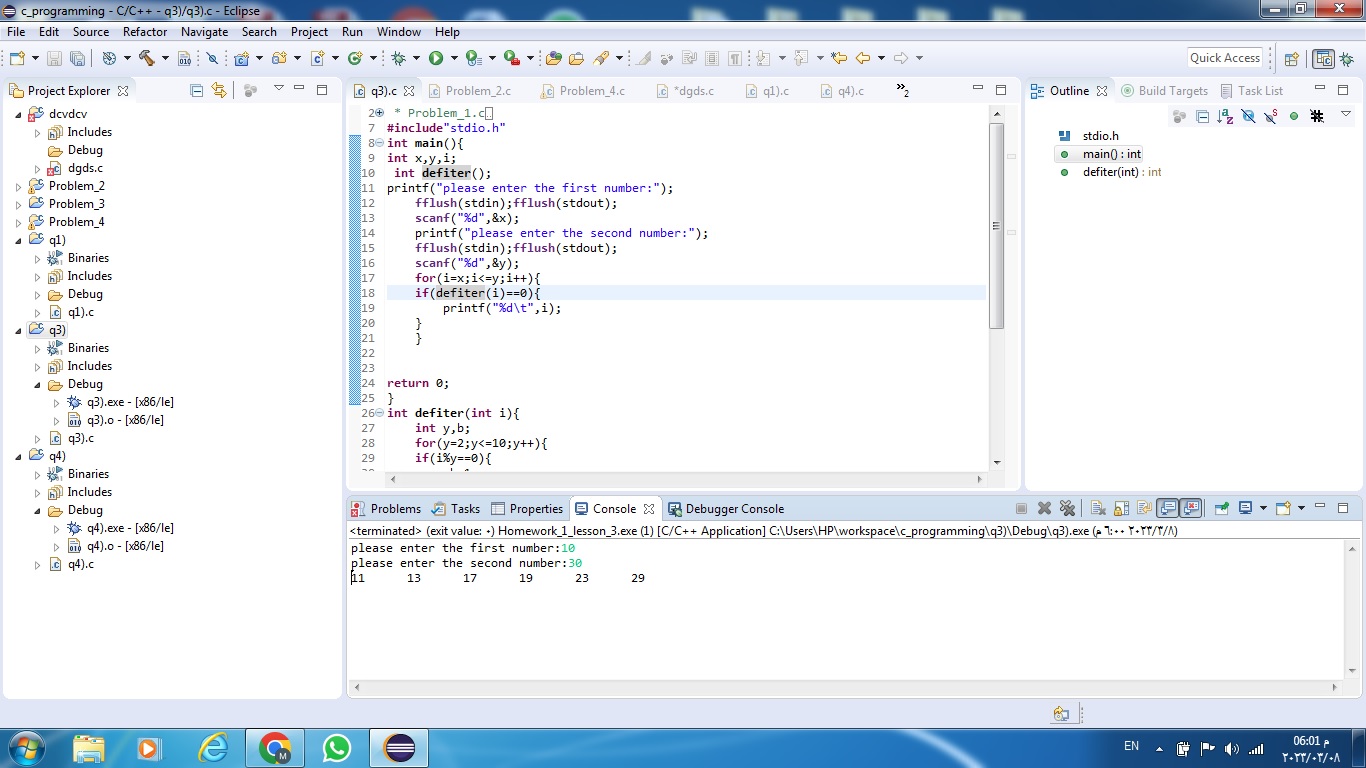 c_programming - C/C++ - q3)/q3).c - Eclipse
File Edit Source Refactor Navigate Search Project Run Window Help
Quick Access
Project Explorer
dcvdcv
Includes
Debug
dgds.c
Problem_2
Problem_3
Problem_4
q1)
Binaries
Includes
Debug
q1).c
q3)
Binaries
Includes
Debug
q3).exe - [x86/le]
q3).o - [x86/le]
q3).c
q4)
Binaries
Includes
Debug
q4).exe - [x86/le]
q4).o - [x86/le]
q4).c
q3).c Problem_2.c Problem_4.c *dgds.c q1).c q4).c »2
2 * Problem_1.c
7 #include"stdio.h"
8 int main(){
9 int x,y,i;
10 int defiter();
11 printf("please enter the first number:");
12 fflush(stdin);fflush(stdout);
13 scanf("%d",&x);
14 printf("please enter the second number:");
15 fflush(stdin);fflush(stdout);
16 scanf("%d",&y);
17 for(i=x;i<=y;i++){
18 if(defiter(i)==0){
19 printf("%d\t",i);
20 }
21 }
22
23
24 return 0;
25 }
26 int defiter(int i){
27 int y,b;
28 for(y=2;y<=10;y++){
29 if(i%y==0){
Outline Build Targets Task List
stdio.h
main() : int
defiter(int) : int
Problems Tasks Properties Console Debugger Console
<terminated> (exit value: ٠) Homework_1_lesson_3.exe (1) [C/C++ Application] C:\Users\HP\workspace\c_programming\q3)\Debug\q3).exe (٢٠٢٣/٣/٨ ٦:٠٠ م)
please enter the first number:10
please enter the second number:30
11 13 17 19 23 29
EN
06:01 م
٢٠٢٣/٠٣/٠٨